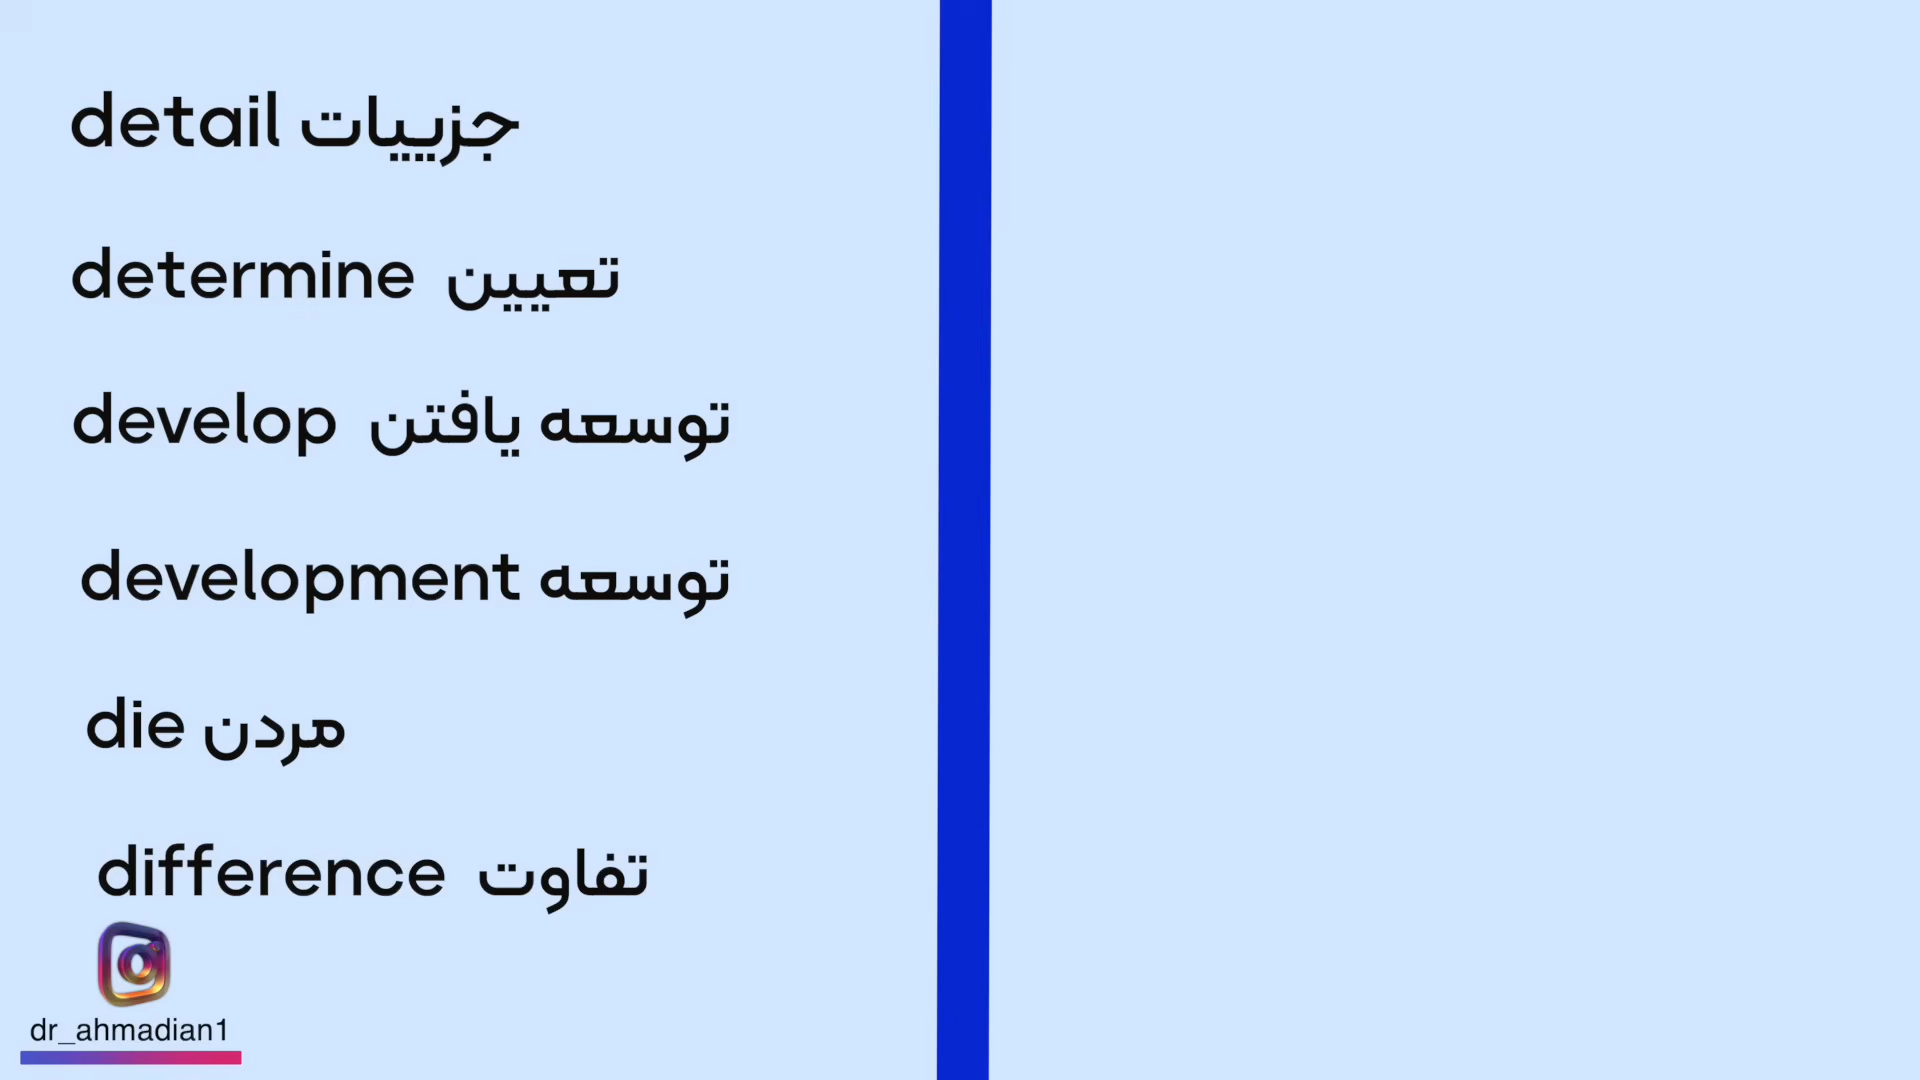 detail جزییات
determine تعیین
develop توسعه یافتن
development توسعه
die مردن
difference تفاوت
dr_ahmadian1